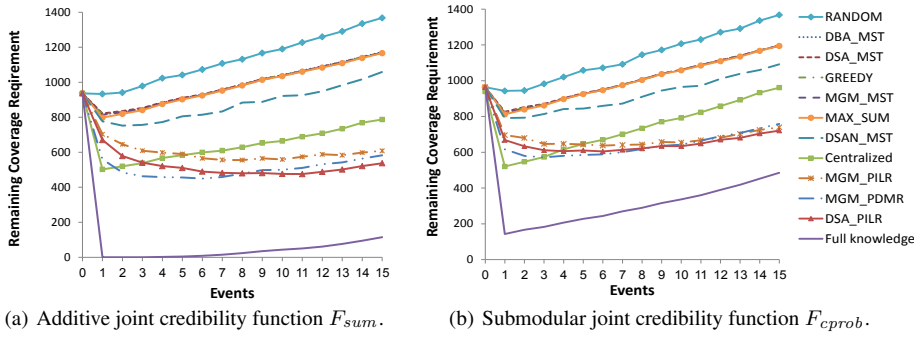 1400
1200
1000
800
600
400
200
0
Remaining Coverage Reqirement
0 1 2 3 4 5 6 7 8 9 10 11 12 13 14 15
Events
(a) Additive joint credibility function F_sum.
1400
1200
1000
800
600
400
200
0
Remaining Coverage Requirement
0 1 2 3 4 5 6 7 8 9 10 11 12 13 14 15
Events
(b) Submodular joint credibility function F_cprob.
RANDOM
DBA_MST
DSA_MST
GREEDY
MGM_MST
MAX_SUM
DSAN_MST
Centralized
MGM_PILR
MGM_PDMR
DSA_PILR
Full knowledge